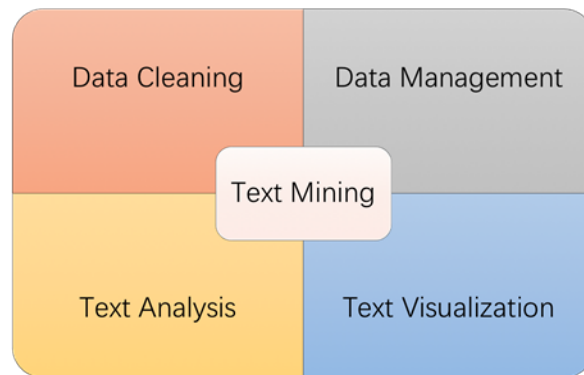 Data Cleaning
Data Management
Text Mining
Text Analysis
Text Visualization